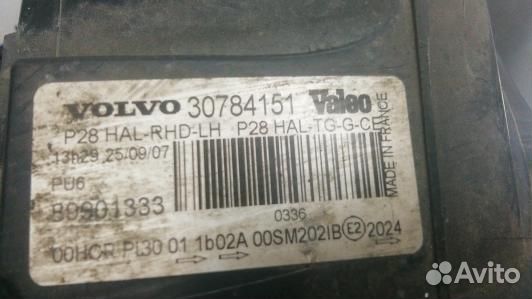 VOLVO 30784151 Valeo
P28 HAL-RHD-LH P28 HAL-TG-G-CE
13h29 25/09/07
PU6
89901333
0336
00HCR PL30 01 1b02A 00SM202IB E2 2024
MADE IN FRANCE
Avito